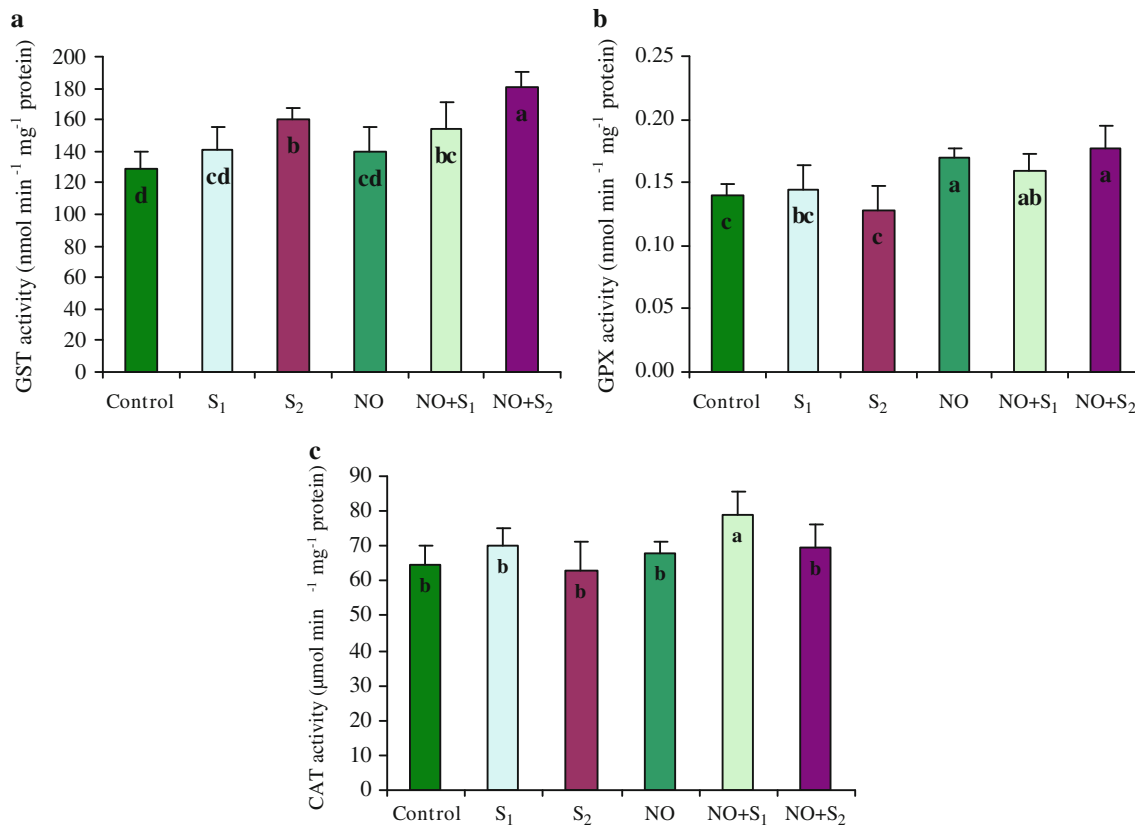 a
GST activity (nmol min⁻¹ mg⁻¹ protein)
200
180
160
140
120
100
80
60
40
20
0
d
cd
b
cd
bc
a
Control S₁ S₂ NO NO+S₁ NO+S₂
b
GPX activity (nmol min⁻¹ mg⁻¹ protein)
0.25
0.20
0.15
0.10
0.05
0.00
c
bc
c
a
ab
a
Control S₁ S₂ NO NO+S₁ NO+S₂
c
CAT activity (µmol min ⁻¹ mg⁻¹ protein)
90
80
70
60
50
40
30
20
10
0
b
b
b
b
a
b
Control S₁ S₂ NO NO+S₁ NO+S₂